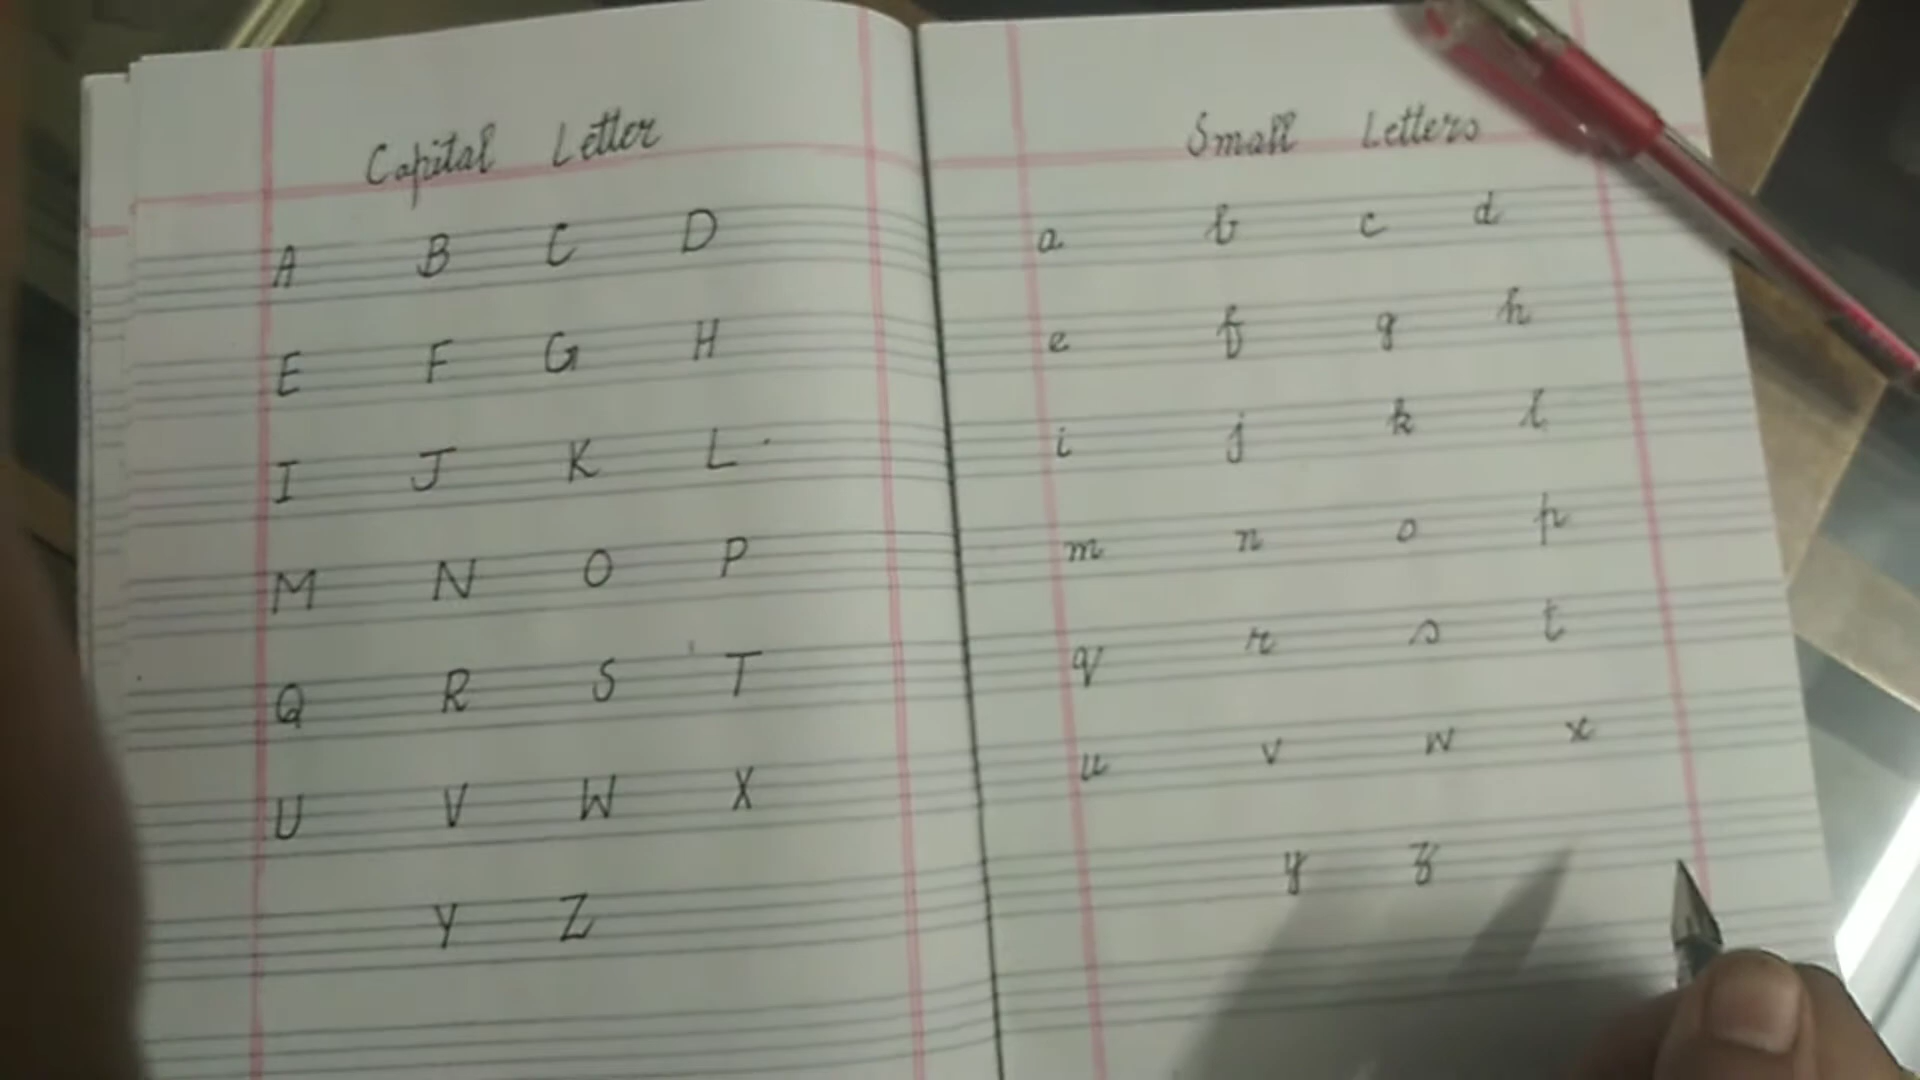 Capital Letter
A B C D
E F G H
I J K L
M N O P
Q R S T
U V W X
Y Z
Small Letters
a b c d
e f g h
i j k l
m n o p
q r s t
u v w x
y z